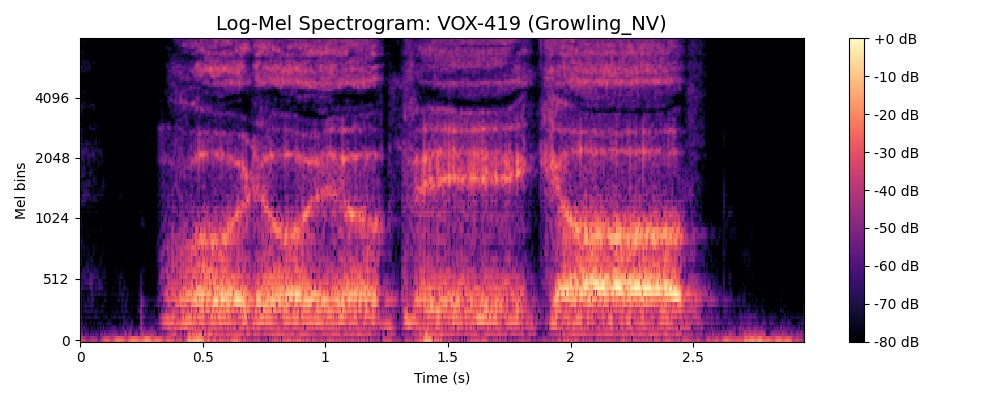 Log-Mel Spectrogram: VOX-419 (Growling_NV)
Mel bins
4096
2048
1024
512
0
0
0.5
1
1.5
2
2.5
Time (s)
+0 dB
-10 dB
-20 dB
-30 dB
-40 dB
-50 dB
-60 dB
-70 dB
-80 dB